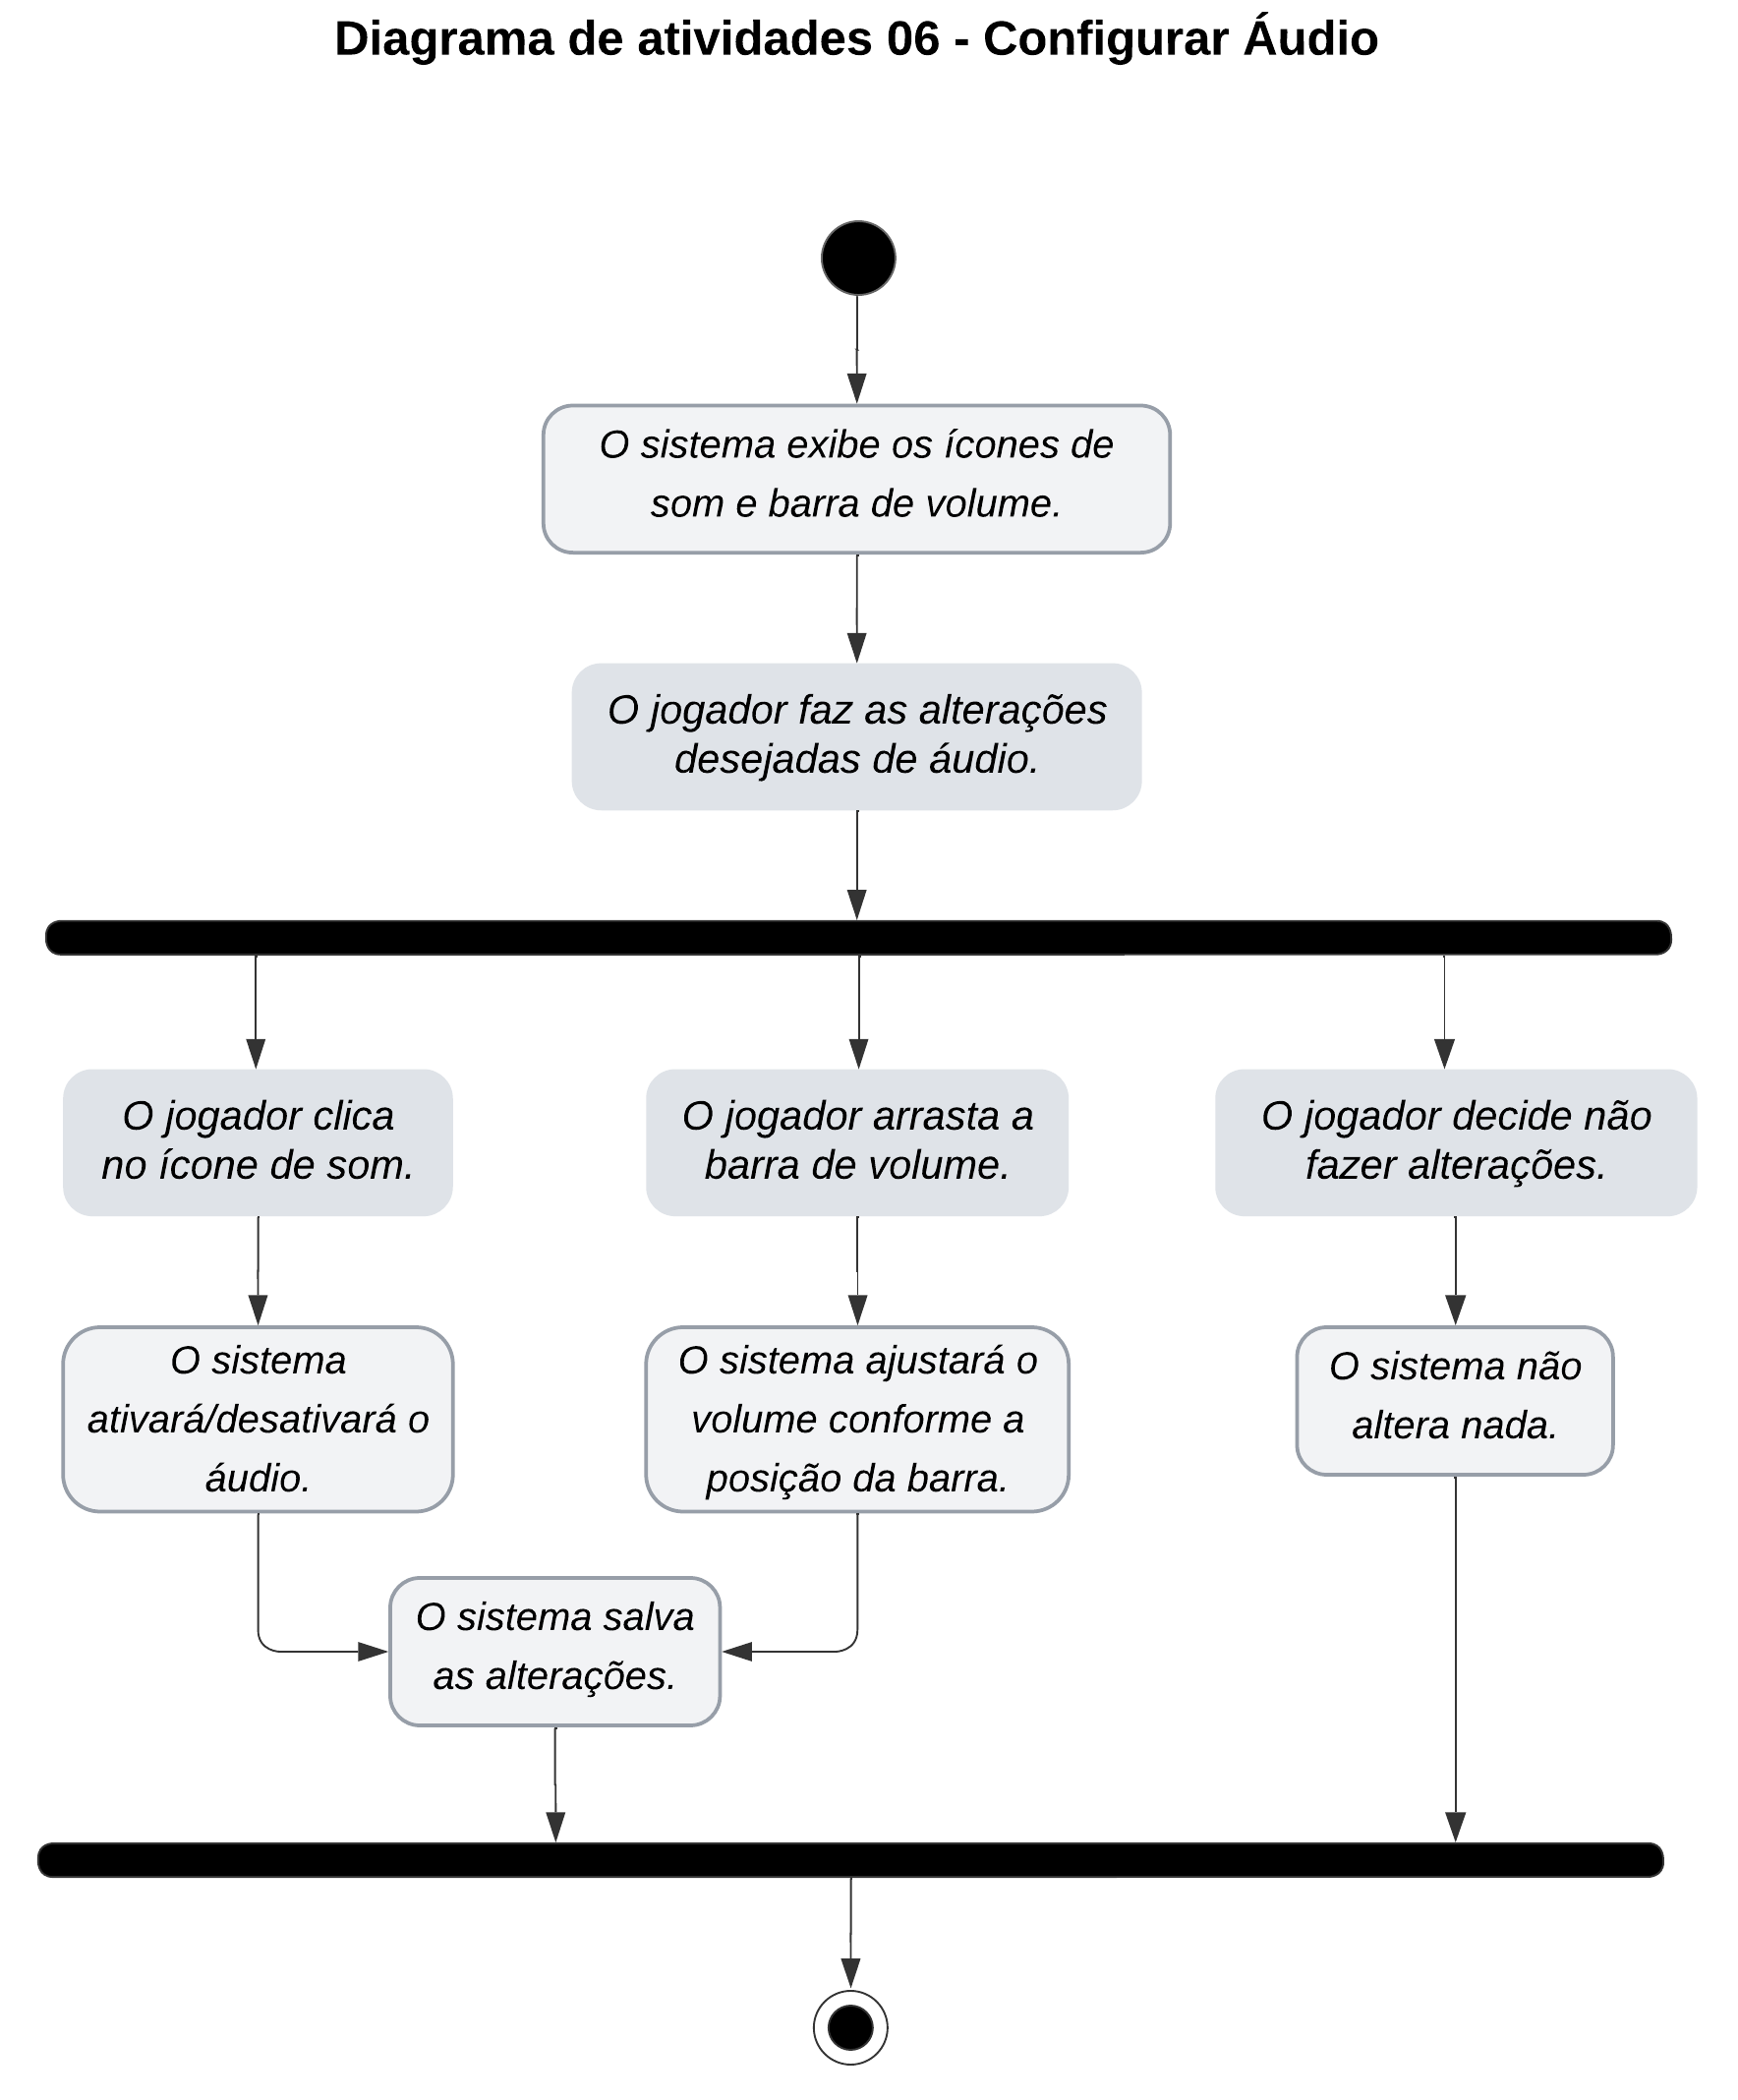 Diagrama de atividades 06 - Configurar Áudio
O sistema exibe os ícones de
som e barra de volume.
O jogador faz as alterações
desejadas de áudio.
O jogador clica
no ícone de som.
O jogador arrasta a
barra de volume.
O jogador decide não
fazer alterações.
O sistema
ativará/desativará o
áudio.
O sistema ajustará o
volume conforme a
posição da barra.
O sistema não
altera nada.
O sistema salva
as alterações.